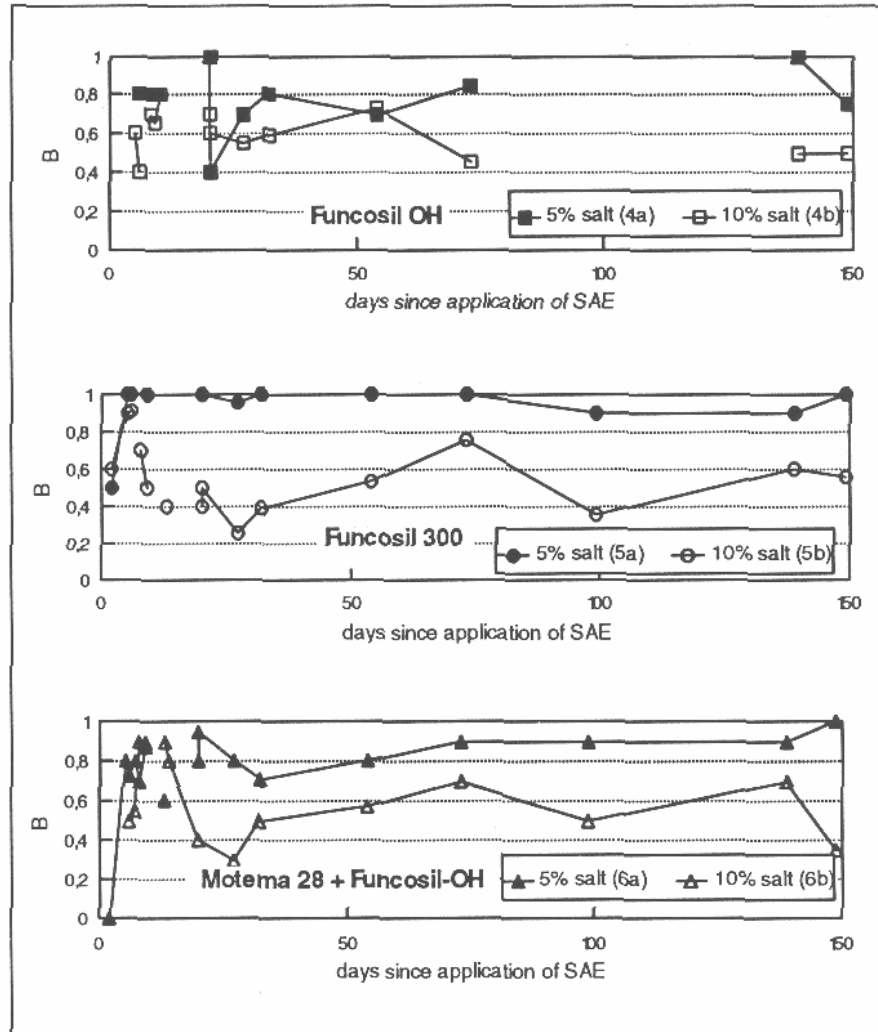 1
0,8
0,6
B
0,4
0,2
Funcosil OH
5% salt (4a)
10% salt (4b)
0
0
50
100
150
days since application of SAE
1
0,8
0,6
B
0,4
0,2
Funcosil 300
5% salt (5a)
10% salt (5b)
0
0
50
100
150
days since application of SAE
1
0,8
0,6
B
0,4
0,2
Motema 28 + Funcosil-OH
5% salt (6a)
10% salt (6b)
0
0
50
100
150
days since application of SAE